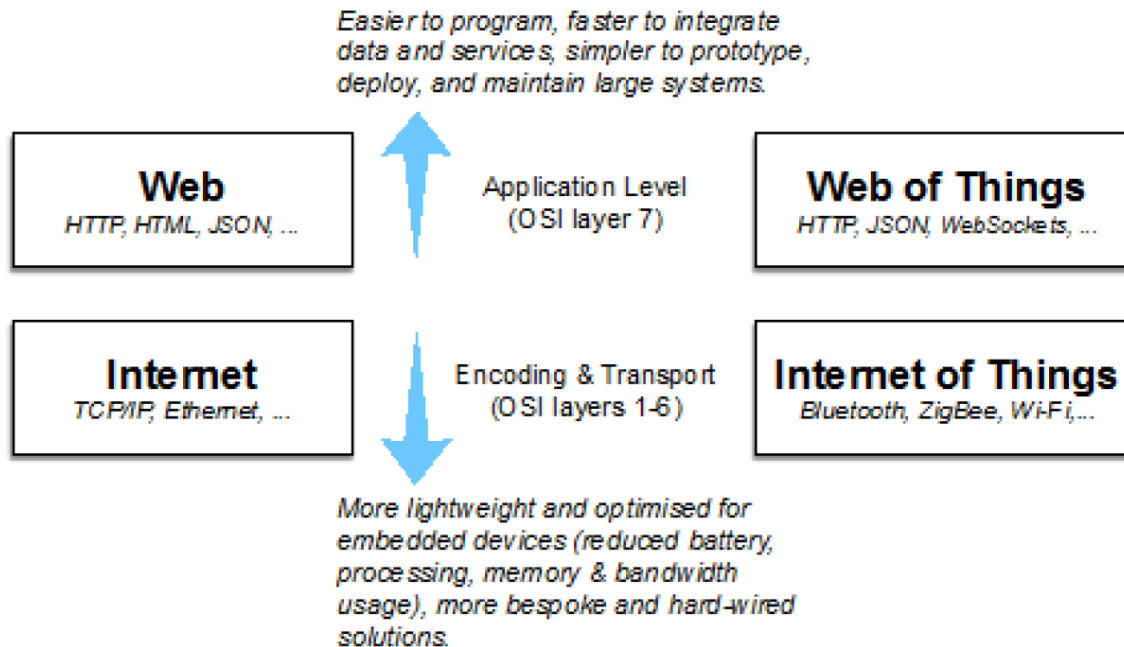 Easier to program, faster to integrate
data and services, simpler to prototype,
deploy, and maintain large systems.
Web
HTTP, HTML, JSON, ...
Application Level
(OSI layer 7)
Web of Things
HTTP, JSON, WebSockets, ...
Internet
TCP/IP, Ethernet, ...
Encoding & Transport
(OSI layers 1-6)
Internet of Things
Bluetooth, ZigBee, Wi-Fi,...
More lightweight and optimised for
embedded devices (reduced battery,
processing, memory & bandwidth
usage), more bespoke and hard-wired
solutions.